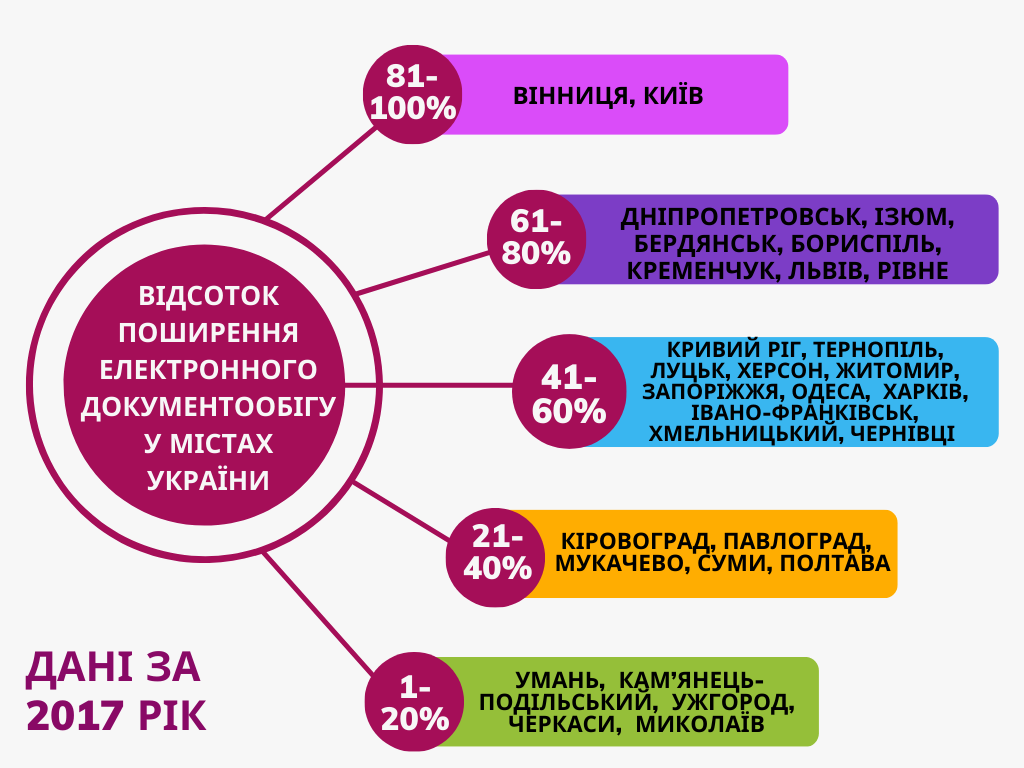 ВІДСОТОК
ПОШИРЕННЯ
ЕЛЕКТРОННОГО
ДОКУМЕНТООБІГУ
У МІСТАХ
УКРАЇНИ
81-
100%
ВІННИЦЯ, КИЇВ
61-
80%
ДНІПРОПЕТРОВСЬК, ІЗЮМ,
БЕРДЯНСЬК, БОРИСПІЛЬ,
КРЕМЕНЧУК, ЛЬВІВ, РІВНЕ
41-
60%
КРИВИЙ РІГ, ТЕРНОПІЛЬ,
ЛУЦЬК, ХЕРСОН, ЖИТОМИР,
ЗАПОРІЖЖЯ, ОДЕСА, ХАРКІВ,
ІВАНО-ФРАНКІВСЬК,
ХМЕЛЬНИЦЬКИЙ, ЧЕРНІВЦІ
21-
40%
КІРОВОГРАД, ПАВЛОГРАД,
МУКАЧЕВО, СУМИ, ПОЛТАВА
1-
20%
УМАНЬ, КАМ’ЯНЕЦЬ-
ПОДІЛЬСЬКИЙ, УЖГОРОД,
ЧЕРКАСИ, МИКОЛАЇВ
ДАНІ ЗА
2017 РІК